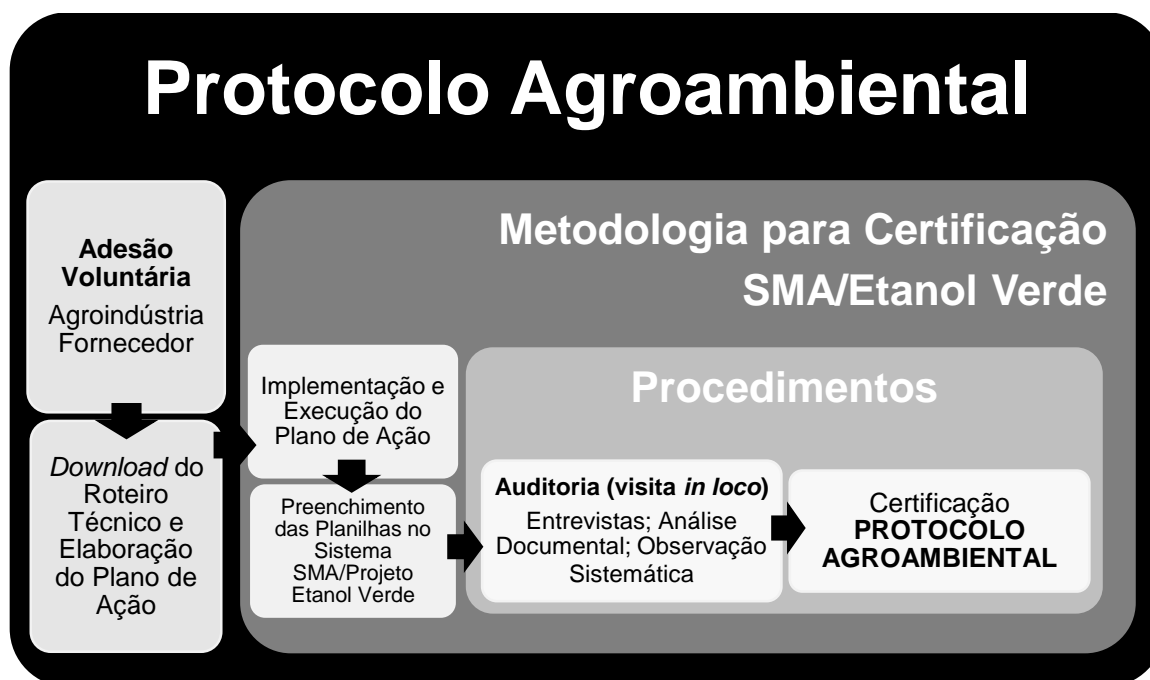 Protocolo Agroambiental
Adesão
Voluntária
Agroindústria
Fornecedor
Download do
Roteiro
Técnico e
Elaboração
do Plano de
Ação
Metodologia para Certificação
SMA/Etanol Verde
Implementação e
Execução do
Plano de Ação
Preenchimento
das Planilhas no
Sistema
SMA/Projeto
Etanol Verde
Procedimentos
Auditoria (visita in loco)
Entrevistas; Análise
Documental; Observação
Sistemática
Certificação
PROTOCOLO
AGROAMBIENTAL